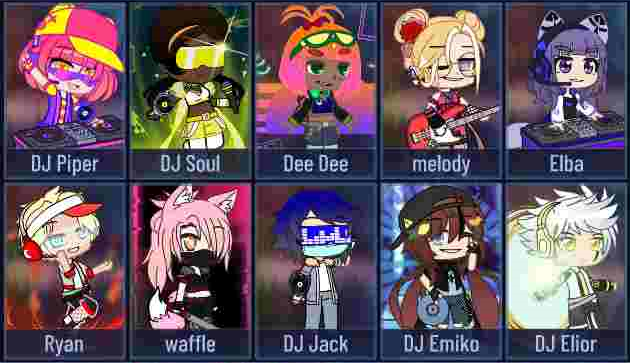 DJ Piper
DJ Soul
Dee Dee
melody
Elba
Ryan
waffle
DJ Jack
DJ Emiko
DJ Elior